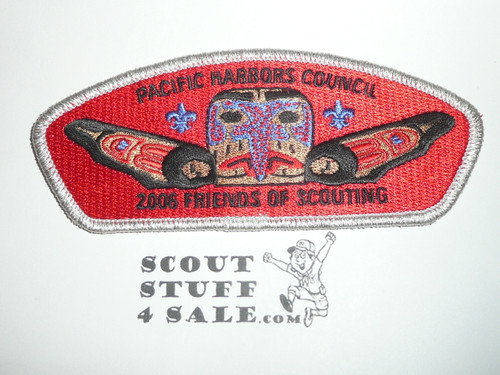 PACIFIC HARBORS COUNCIL
2006 FRIENDS OF SCOUTING
SCOUT
STUFF
4 SALE.com